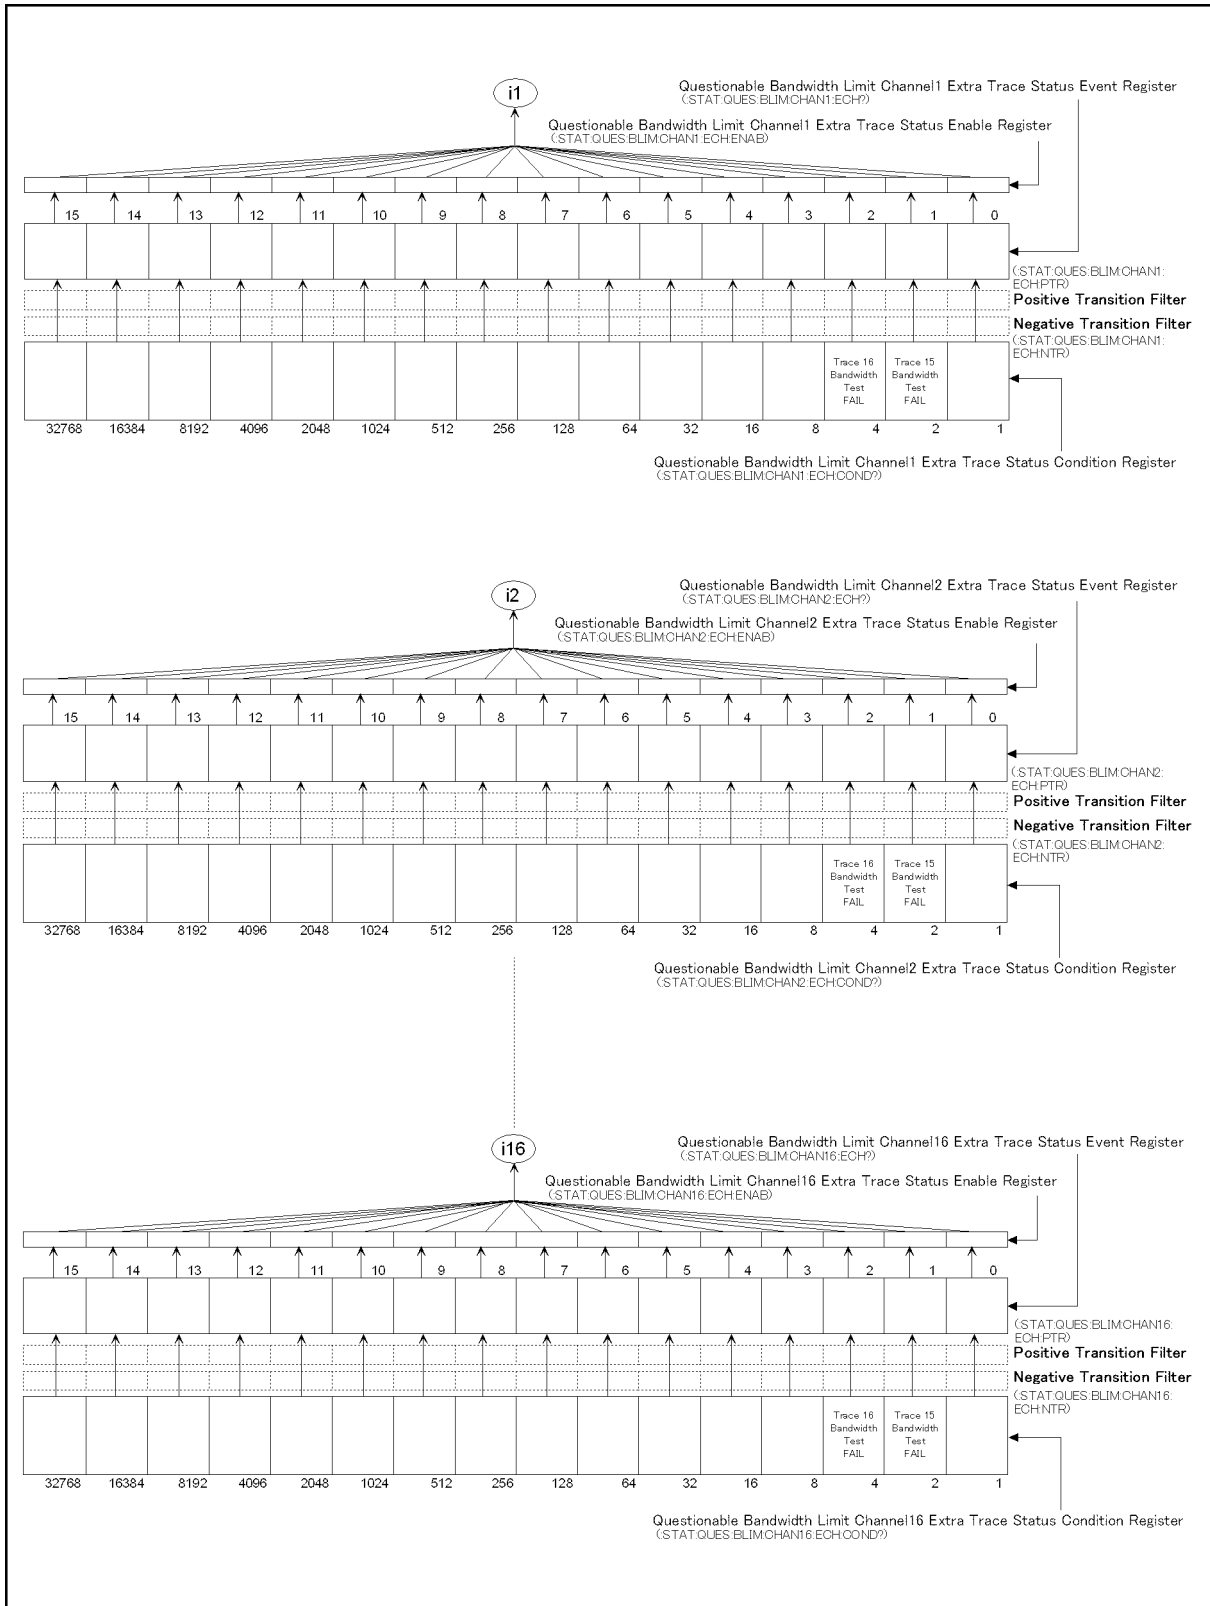 i1
Questionable Bandwidth Limit Channel1 Extra Trace Status Event Register
(:STAT:QUES:BLIM:CHAN1:ECH?)
Questionable Bandwidth Limit Channel1 Extra Trace Status Enable Register
(:STAT:QUES:BLIM:CHAN1:ECH:ENAB)
15 14 13 12 11 10 9 8 7 6 5 4 3 2 1 0
(:STAT:QUES:BLIM:CHAN1:
ECH:PTR)
Positive Transition Filter
Negative Transition Filter
(:STAT:QUES:BLIM:CHAN1:
ECH:NTR)
Trace 16 Trace 15
Bandwidth Bandwidth
Test Test
FAIL FAIL
32768 16384 8192 4096 2048 1024 512 256 128 64 32 16 8 4 2 1
Questionable Bandwidth Limit Channel1 Extra Trace Status Condition Register
(:STAT:QUES:BLIM:CHAN1:ECH:COND?)
i2
Questionable Bandwidth Limit Channel2 Extra Trace Status Event Register
(:STAT:QUES:BLIM:CHAN2:ECH?)
Questionable Bandwidth Limit Channel2 Extra Trace Status Enable Register
(:STAT:QUES:BLIM:CHAN2:ECH:ENAB)
15 14 13 12 11 10 9 8 7 6 5 4 3 2 1 0
(:STAT:QUES:BLIM:CHAN2:
ECH:PTR)
Positive Transition Filter
Negative Transition Filter
(:STAT:QUES:BLIM:CHAN2:
ECH:NTR)
Trace 16 Trace 15
Bandwidth Bandwidth
Test Test
FAIL FAIL
32768 16384 8192 4096 2048 1024 512 256 128 64 32 16 8 4 2 1
Questionable Bandwidth Limit Channel2 Extra Trace Status Condition Register
(:STAT:QUES:BLIM:CHAN2:ECH:COND?)
i16
Questionable Bandwidth Limit Channel16 Extra Trace Status Event Register
(:STAT:QUES:BLIM:CHAN16:ECH?)
Questionable Bandwidth Limit Channel16 Extra Trace Status Enable Register
(:STAT:QUES:BLIM:CHAN16:ECH:ENAB)
15 14 13 12 11 10 9 8 7 6 5 4 3 2 1 0
(:STAT:QUES:BLIM:CHAN16:
ECH:PTR)
Positive Transition Filter
Negative Transition Filter
(:STAT:QUES:BLIM:CHAN16:
ECH:NTR)
Trace 16 Trace 15
Bandwidth Bandwidth
Test Test
FAIL FAIL
32768 16384 8192 4096 2048 1024 512 256 128 64 32 16 8 4 2 1
Questionable Bandwidth Limit Channel16 Extra Trace Status Condition Register
(:STAT:QUES:BLIM:CHAN16:ECH:COND?)